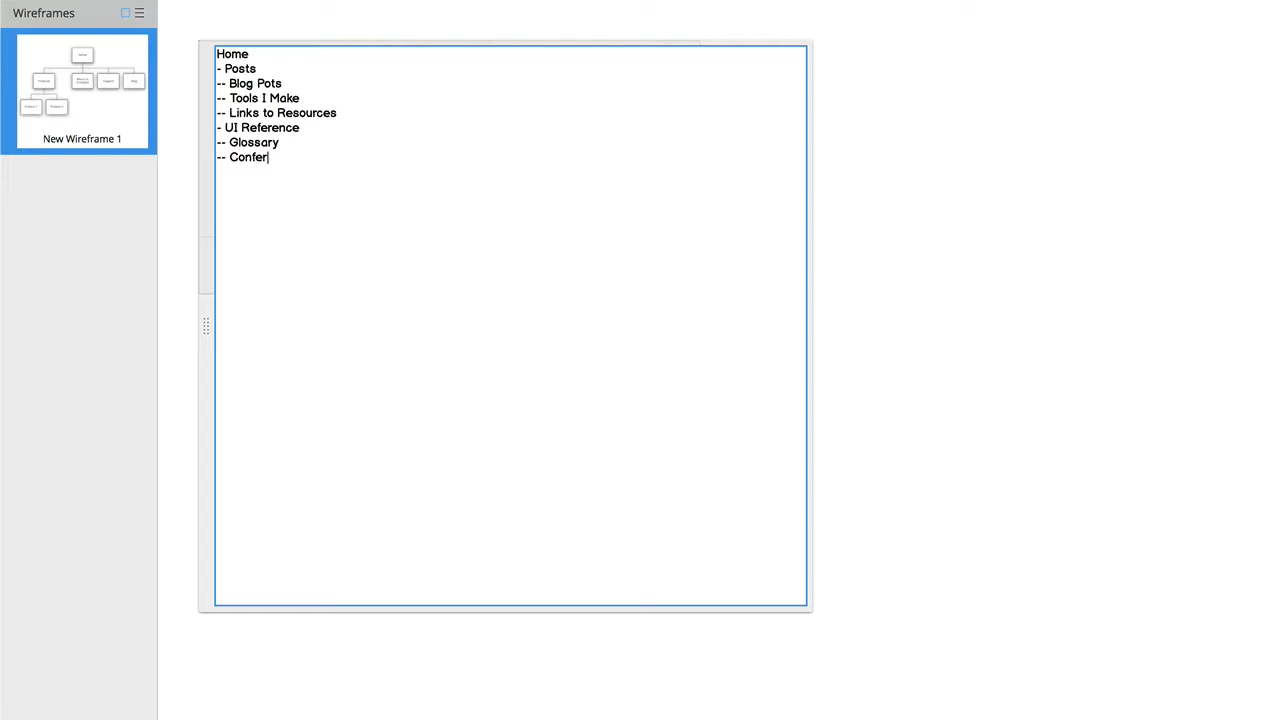 Wireframes
New Wireframe 1
Home
- Posts
-- Blog Pots
-- Tools I Make
-- Links to Resources
- UI Reference
-- Glossary
-- Confer